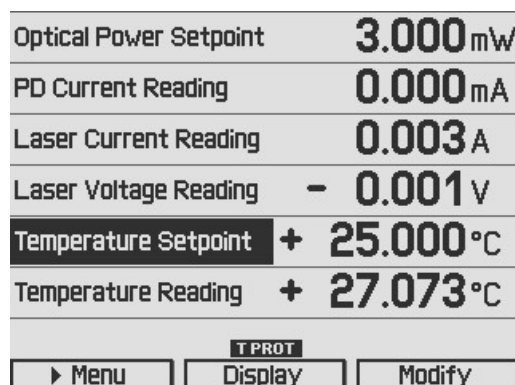 Optical Power Setpoint 3.000 mW
PD Current Reading 0.000 mA
Laser Current Reading 0.003 A
Laser Voltage Reading - 0.001 V
Temperature Setpoint + 25.000 °C
Temperature Reading + 27.073 °C
T PROT
▶ Menu Display Modify